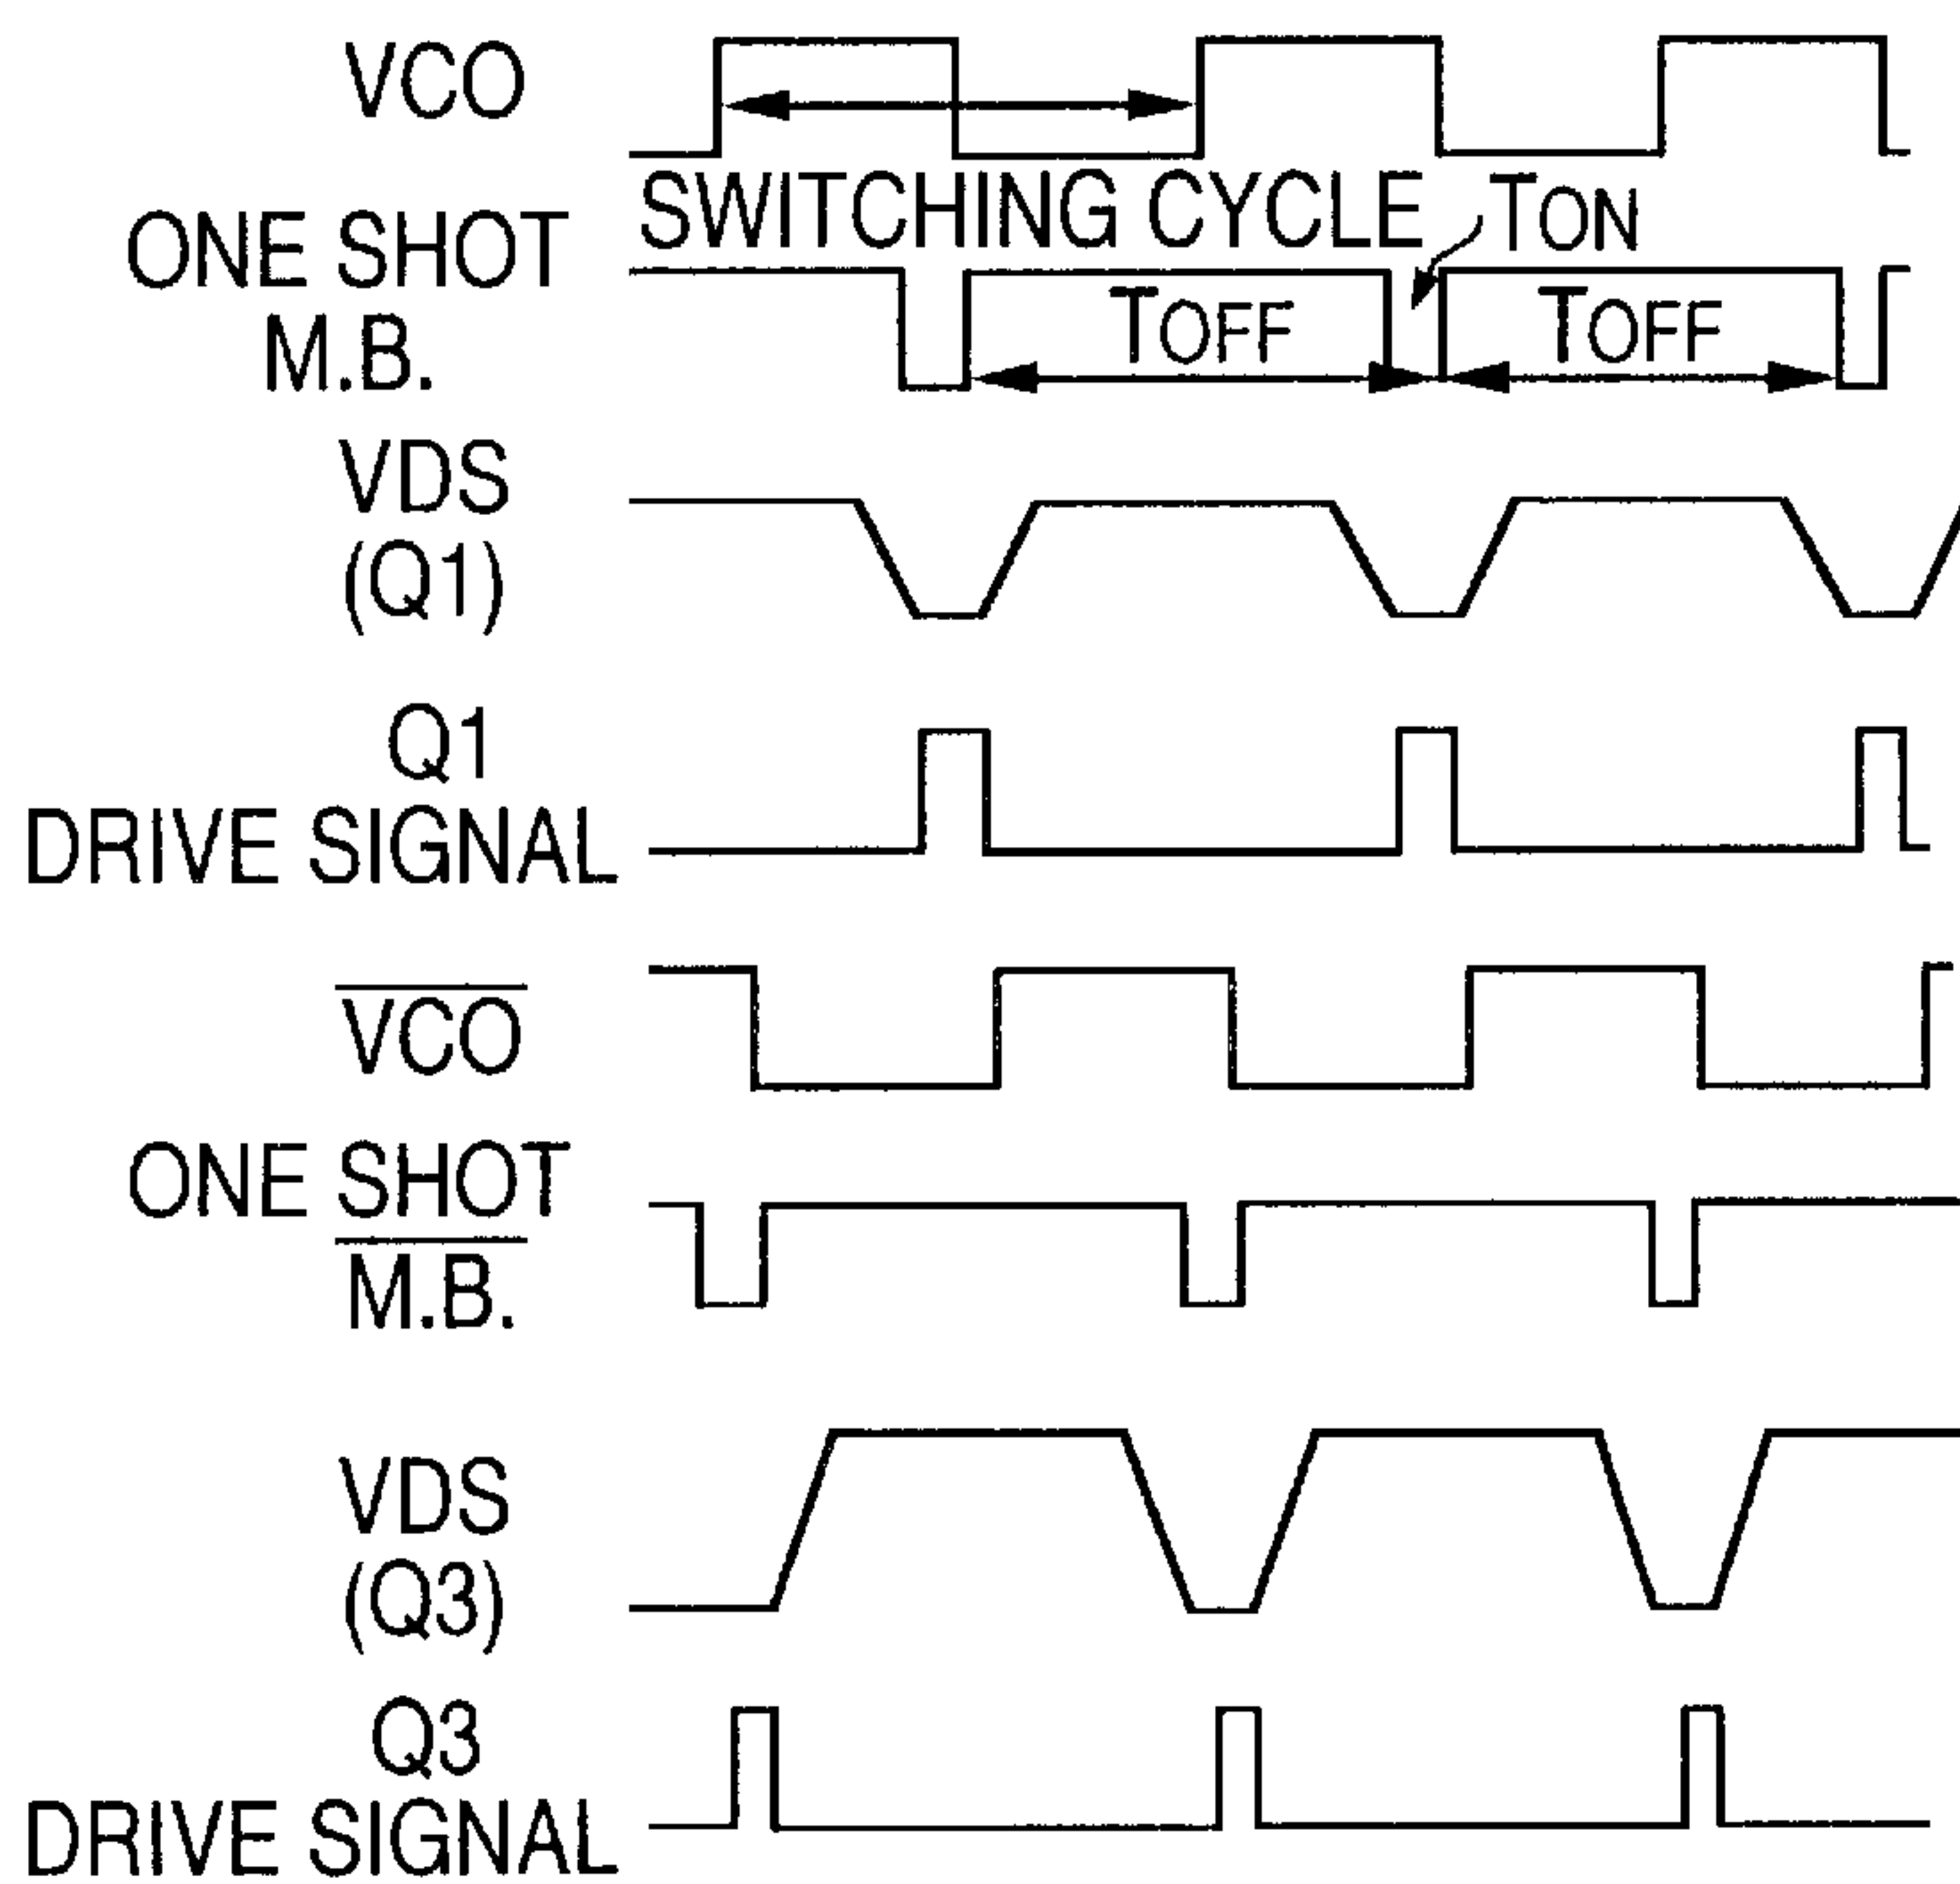 VCO
SWITCHING CYCLE
TON
ONE SHOT
M.B.
TOFF
TOFF
VDS
(Q1)
Q1
DRIVE SIGNAL
VCO
ONE SHOT
M.B.
VDS
(Q3)
Q3
DRIVE SIGNAL